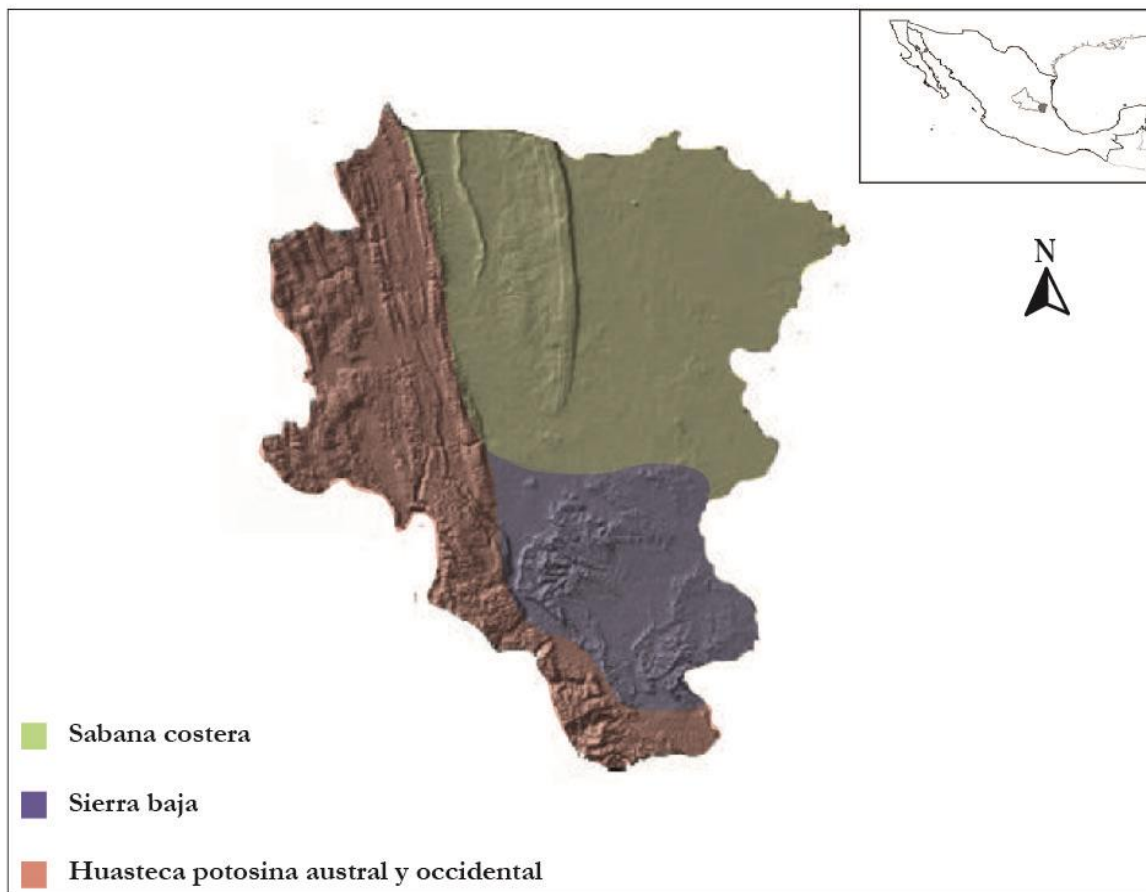 N
Sabana costera
Sierra baja
Huasteca potosina austral y occidental